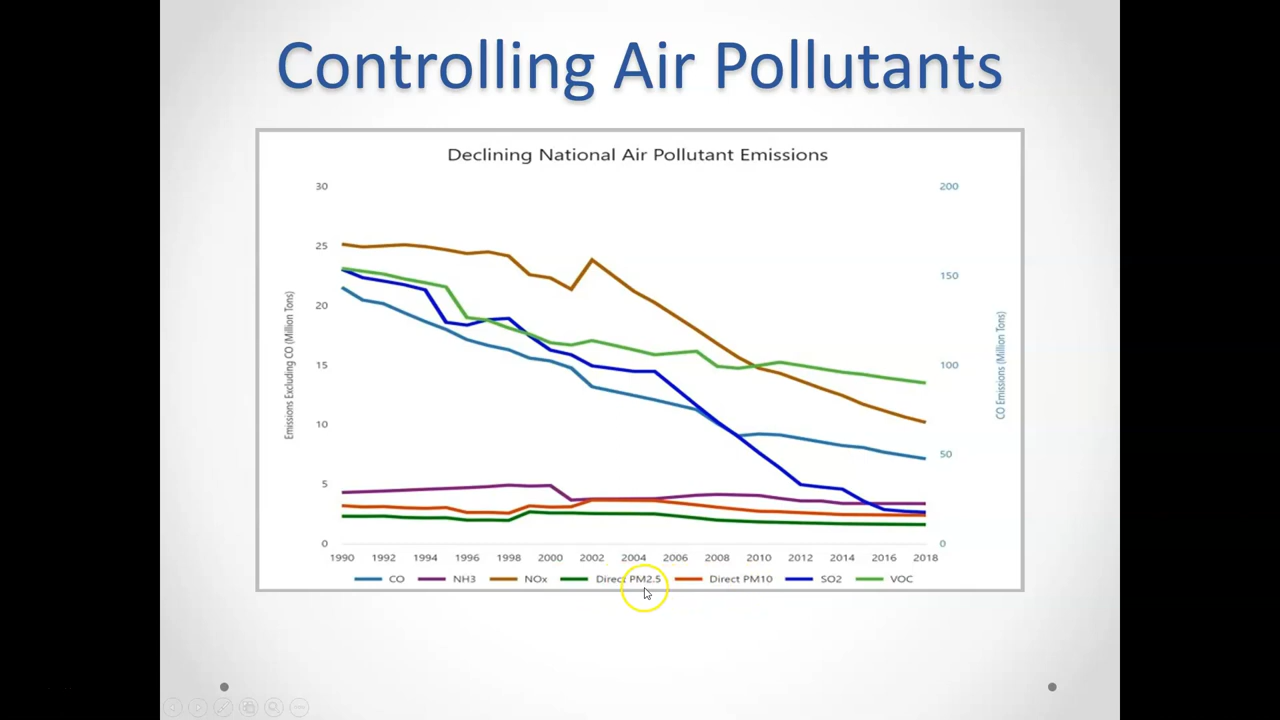 Controlling Air Pollutants
Declining National Air Pollutant Emissions
30
25
20
15
10
5
0
Emissions Excluding CO (Million Tons)
200
150
100
50
0
CO Emissions (Million Tons)
1990 1992 1994 1996 1998 2000 2002 2004 2006 2008 2010 2012 2014 2016 2018
CO NH3 NOx Direct PM2.5 Direct PM10 SO2 VOC